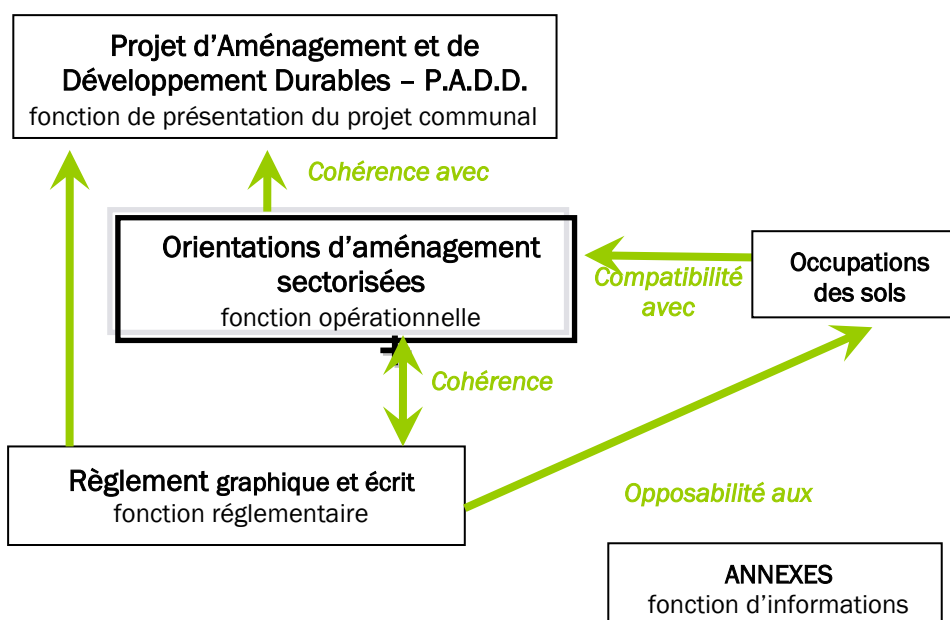 Projet d’Aménagement et de
Développement Durables – P.A.D.D.
fonction de présentation du projet communal
Cohérence avec
Orientations d’aménagement
sectorisées
fonction opérationnelle
Compatibilité
avec
Occupations
des sols
Cohérence
Règlement graphique et écrit
fonction réglementaire
Opposabilité aux
ANNEXES
fonction d’informations